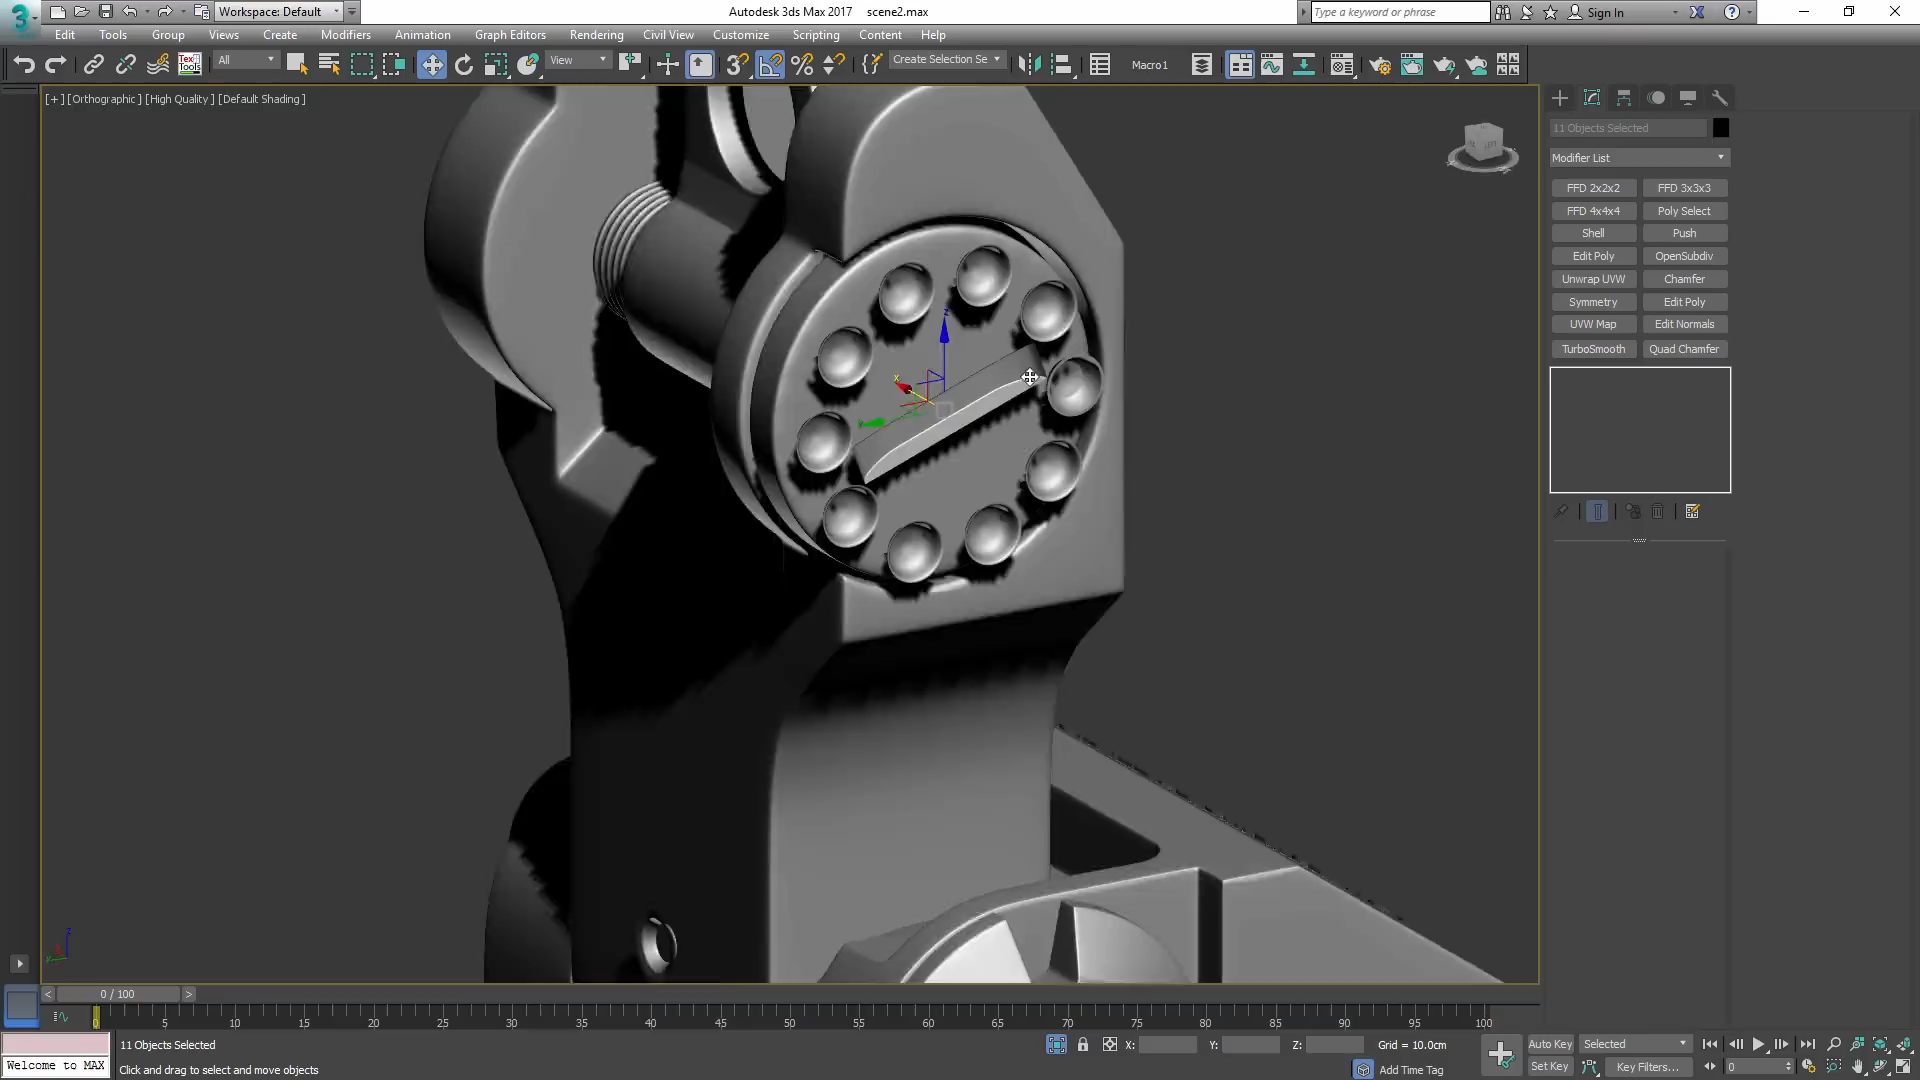 Workspace: Default
Autodesk 3ds Max 2017 scene2.max
Type a keyword or phrase
Sign In
Edit Tools Group Views Create Modifiers Animation Graph Editors Rendering Civil View Customize Scripting Content Help
All
View
Create Selection Se
Macro1
[+] [Orthographic] [High Quality] [Default Shading]
11 Objects Selected
Modifier List
FFD 2x2x2 FFD 3x3x3
FFD 4x4x4 Poly Select
Shell Push
Edit Poly OpenSubdiv
Unwrap UVW Chamfer
Symmetry Edit Poly
UVW Map Edit Normals
TurboSmooth Quad Chamfer
z
x
y
0 / 100
0 5 10 15 20 25 30 35 40 45 50 55 60 65 70 75 80 85 90 95 100
11 Objects Selected
X: Y: Z: Grid = 10.0cm
Auto Key Selected
Welcome to MAX
Click and drag to select and move objects
Add Time Tag
Set Key Key Filters...
0